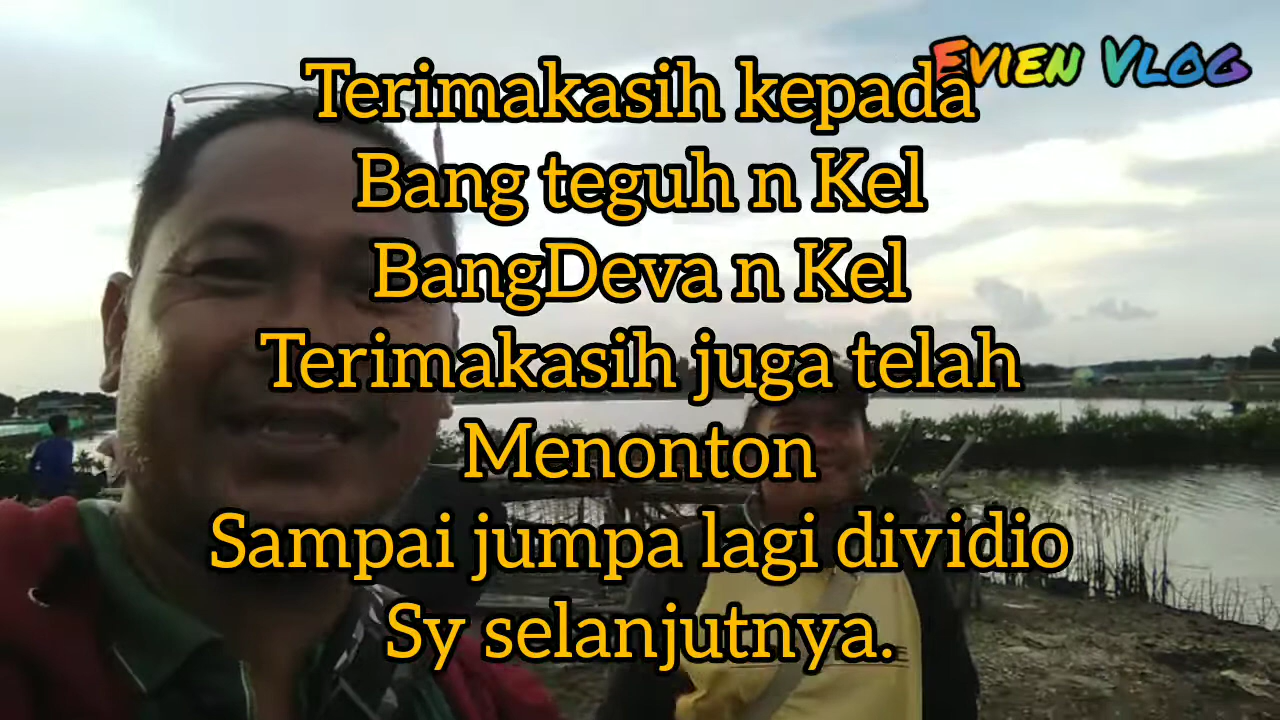 Evien Vlog
Terimakasih kepada
Bang teguh n Kel
BangDeva n Kel
Terimakasih juga telah
Menonton
Sampai jumpa lagi dividio
Sy selanjutnya.